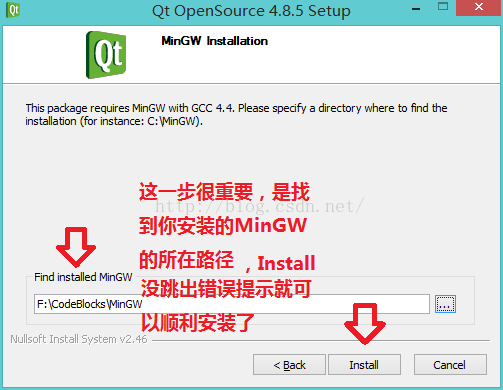 Qt OpenSource 4.8.5 Setup
Qt
MinGW Installation
This package requires MinGW with GCC 4.4. Please specify a directory where to find the
installation (for instance: C:\MinGW).
http://blog.csdn.net/
这一步很重要，是找
到你安装的MinGW
的所在路径 ，Install
没跳出错误提示就可
以顺利安装了
Find installed MinGW
F:\CodeBlocks\MinGW
...
Nullsoft Install System v2.46
< Back
Install
Cancel